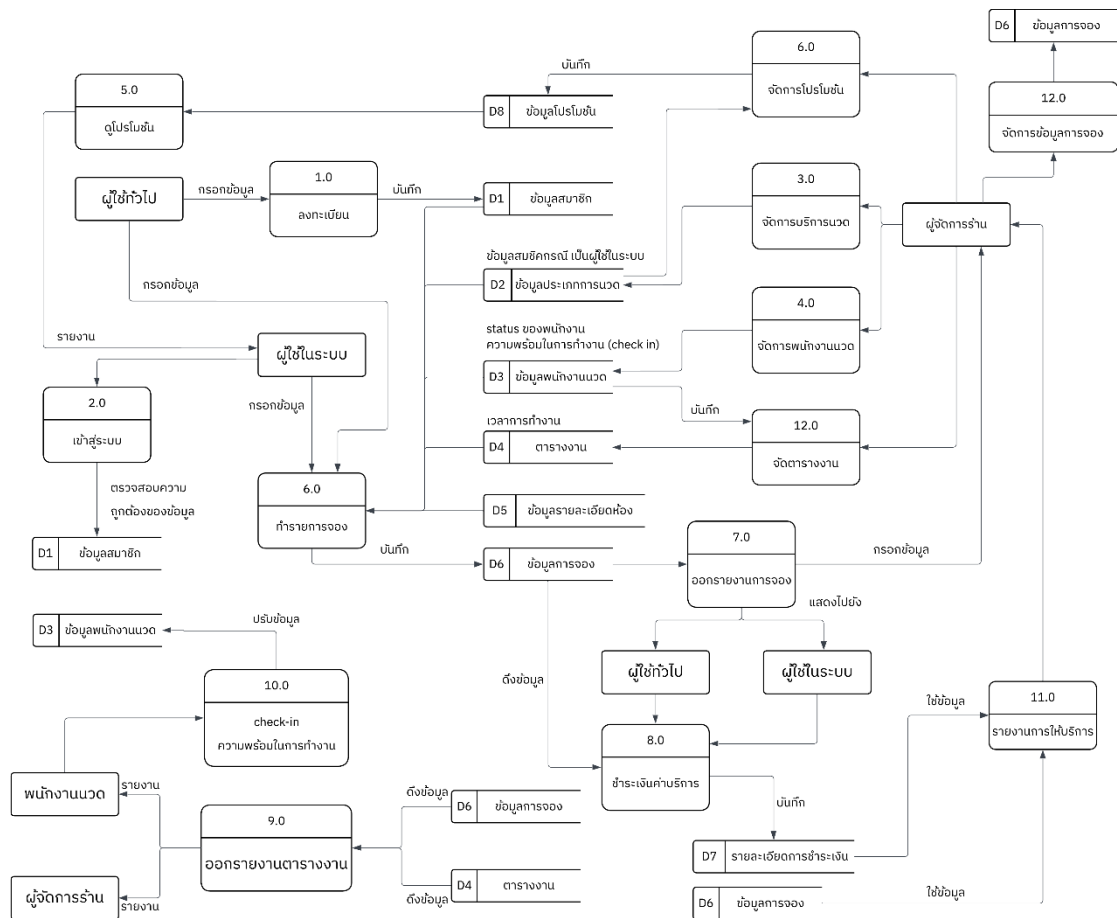 D6 ข้อมูลการจอง
6.0
จัดการโปรโมชั่น
บันทึก
5.0
ดูโปรโมชั่น
D8 ข้อมูลโปรโมชั่น
12.0
จัดการข้อมูลการจอง
ผู้ใช้ทั่วไป
กรอกข้อมูล
1.0
ลงทะเบียน
บันทึก
D1 ข้อมูลสมาชิก
3.0
จัดการบริการนวด
ผู้จัดการร้าน
ข้อมูลสมชิคกรณี เป็นผู้ใช้ในระบบ
D2 ข้อมูลประเภทการนวด
กรอกข้อมูล
4.0
จัดการพนักงานนวด
status ของพนักงาน
ความพร้อมในการทำงาน (check in)
D3 ข้อมูลพนักงานนวด
รายงาน
ผู้ใช้ในระบบ
กรอกข้อมูล
บันทึก
2.0
เข้าสู่ระบบ
12.0
จัดตารางงาน
เวลาการทำงาน
D4 ตารางงาน
ตรวจสอบความ
ถูกต้องของข้อมูล
6.0
ทำรายการจอง
D5 ข้อมูลรายละเอียดห้อง
D1 ข้อมูลสมาชิก
บันทึก
D6 ข้อมูลการจอง
7.0
ออกรายงานการจอง
กรอกข้อมูล
แสดงไปยัง
D3 ข้อมูลพนักงานนวด
ปรับข้อมูล
10.0
check-in
ความพร้อมในการทำงาน
ดึงข้อมูล
ผู้ใช้ทั่วไป
ผู้ใช้ในระบบ
8.0
ชำระเงินค่าบริการ
ใช้ข้อมูล
11.0
รายงานการให้บริการ
พนักงานนวด
รายงาน
9.0
ออกรายงานตารางงาน
ดึงข้อมูล
D6 ข้อมูลการจอง
บันทึก
D7 รายละเอียดการชำระเงิน
ผู้จัดการร้าน
รายงาน
ดึงข้อมูล
D4 ตารางงาน
D6 ข้อมูลการจอง
ใช้ข้อมูล